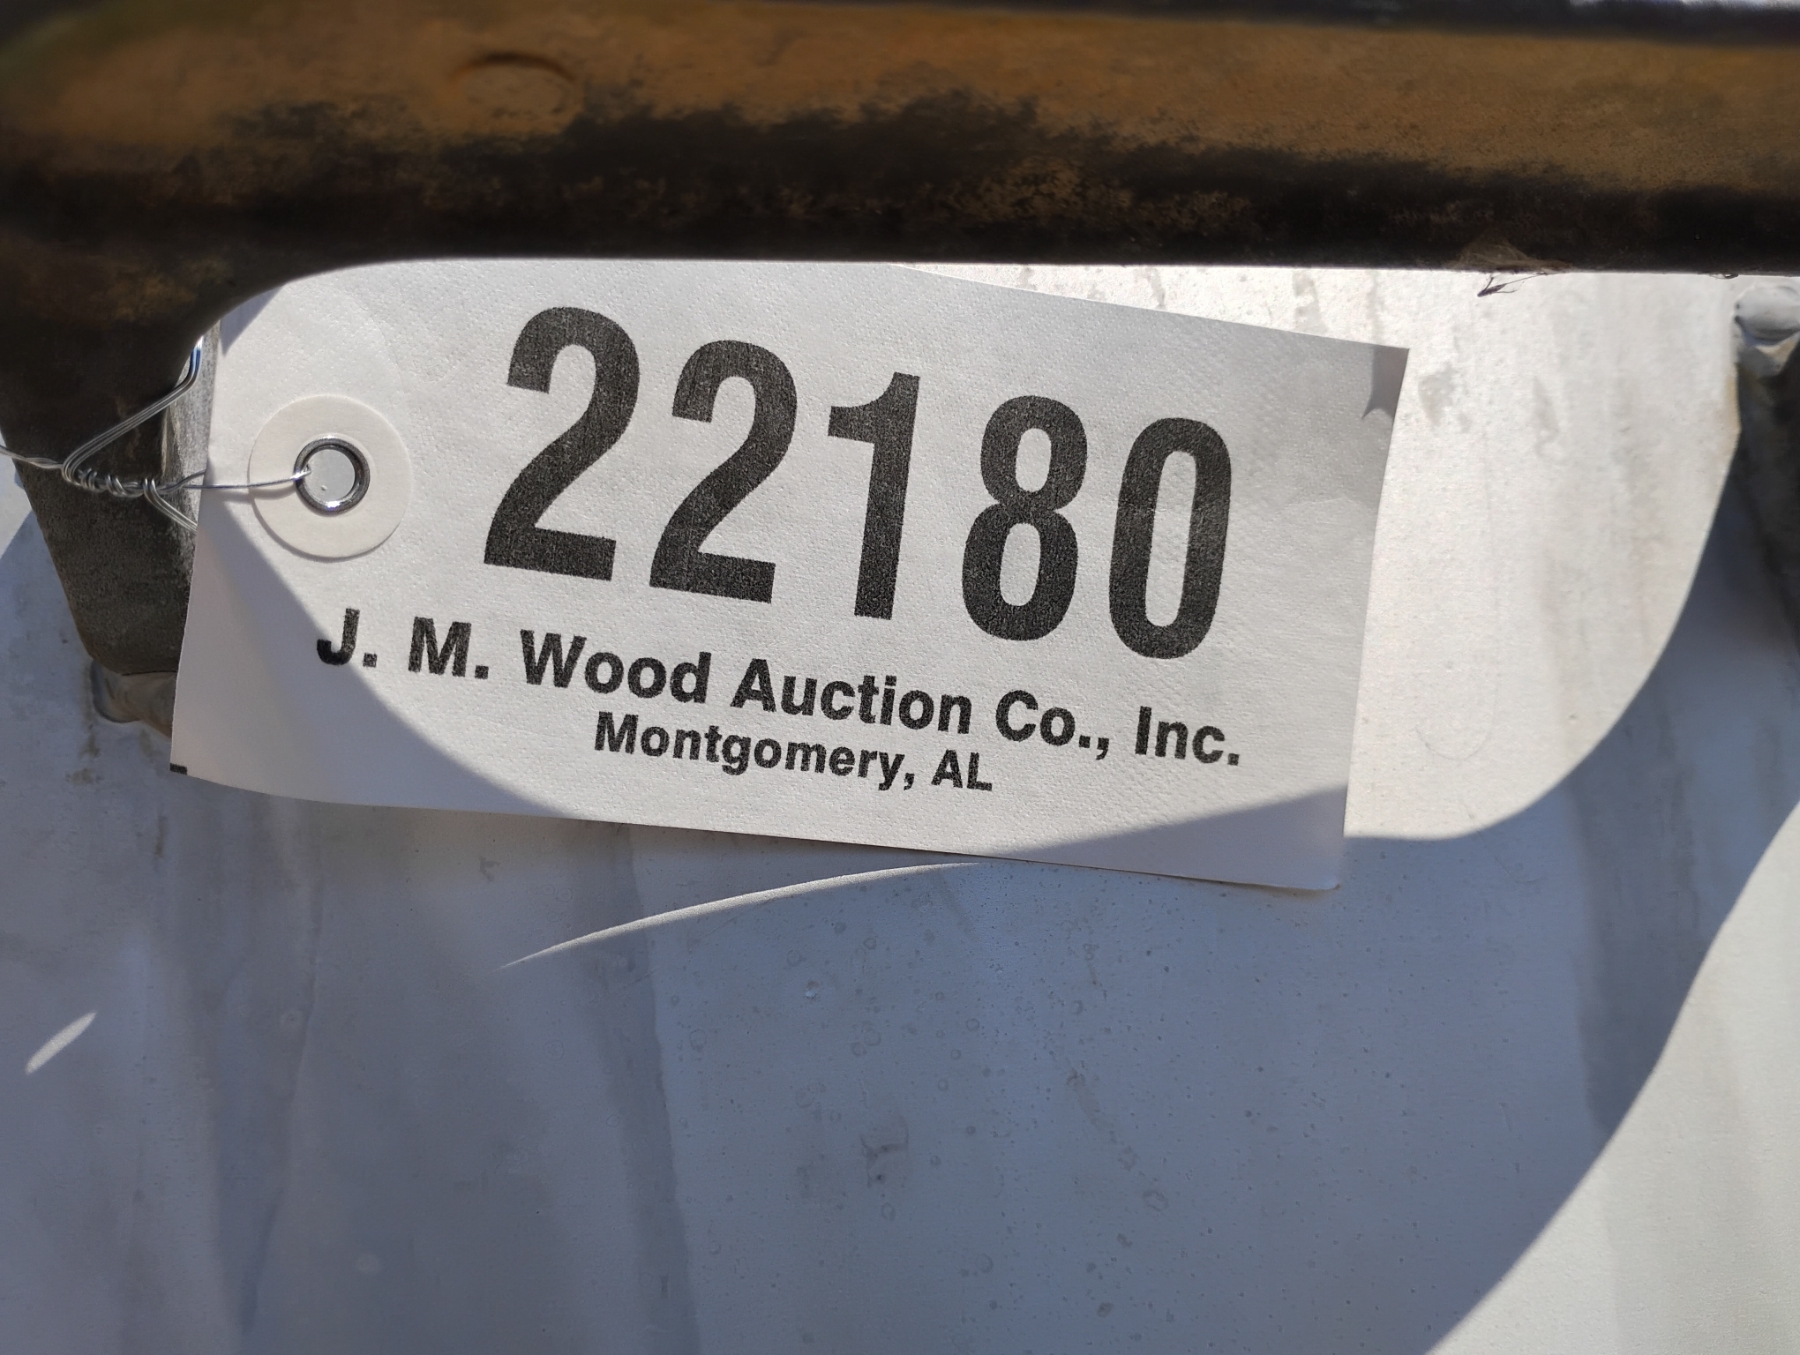 22180
J. M. Wood Auction Co., Inc.
Montgomery, AL